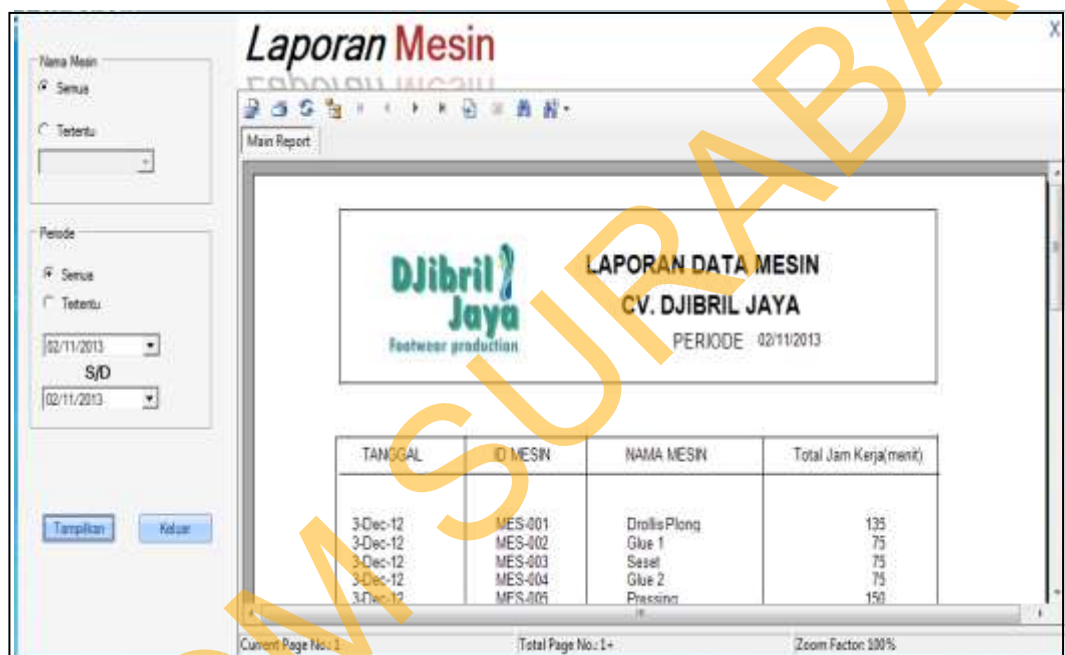 Laporan Mesin
X
Nama Mesin
Semua
Tertentu
Periode
Semua
Tertentu
02/11/2013
S/D
02/11/2013
Tampilkan Keluar
Main Report
DJibril Jaya
Footwear production
LAPORAN DATA MESIN
CV. DJIBRIL JAYA
PERIODE 02/11/2013
TANGGAL ID MESIN NAMA MESIN Total Jam Kerja(menit)
3-Dec-12 MES-001 Drollis Plong 135
3-Dec-12 MES-002 Glue 1 75
3-Dec-12 MES-003 Seset 75
3-Dec-12 MES-004 Glue 2 75
3-Dec-12 MES-005 Pressing 150
Current Page No.: 1 Total Page No.: 1+ Zoom Factor: 100%
M SURABA